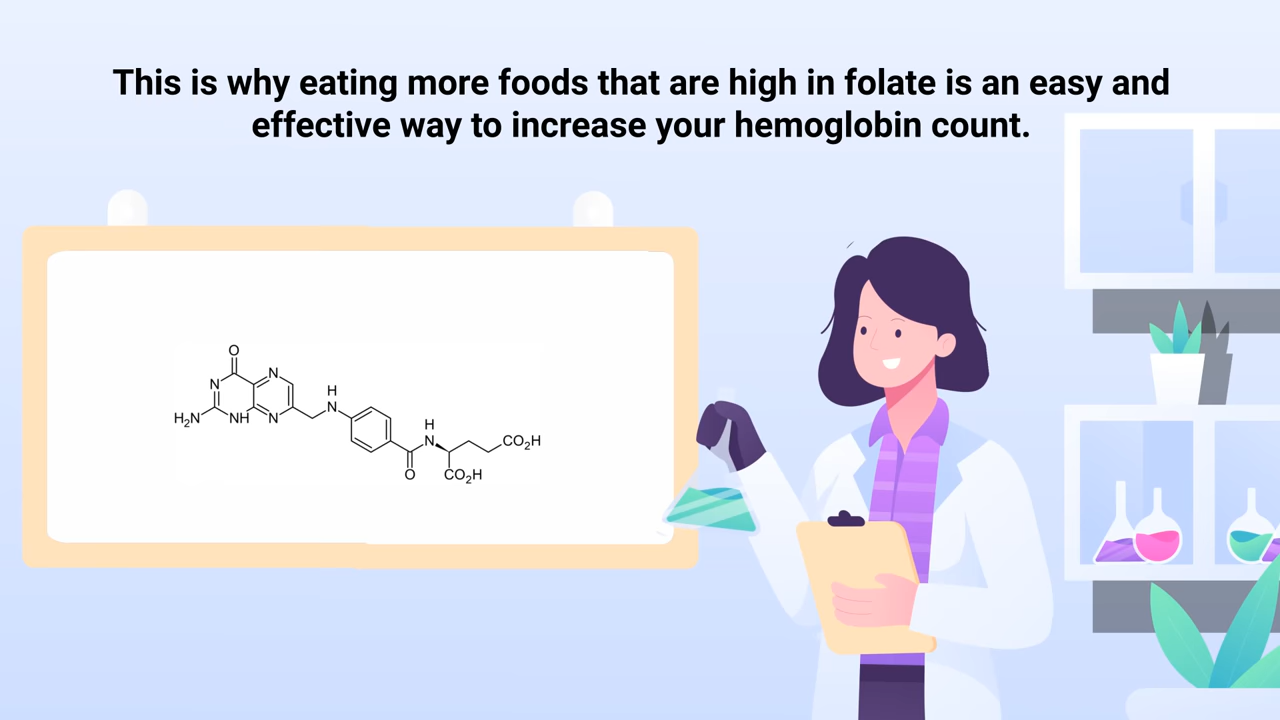 This is why eating more foods that are high in folate is an easy and
effective way to increase your hemoglobin count.
O
N
N
H
H₂N
NH
N
N
H
N
CO₂H
O
CO₂H